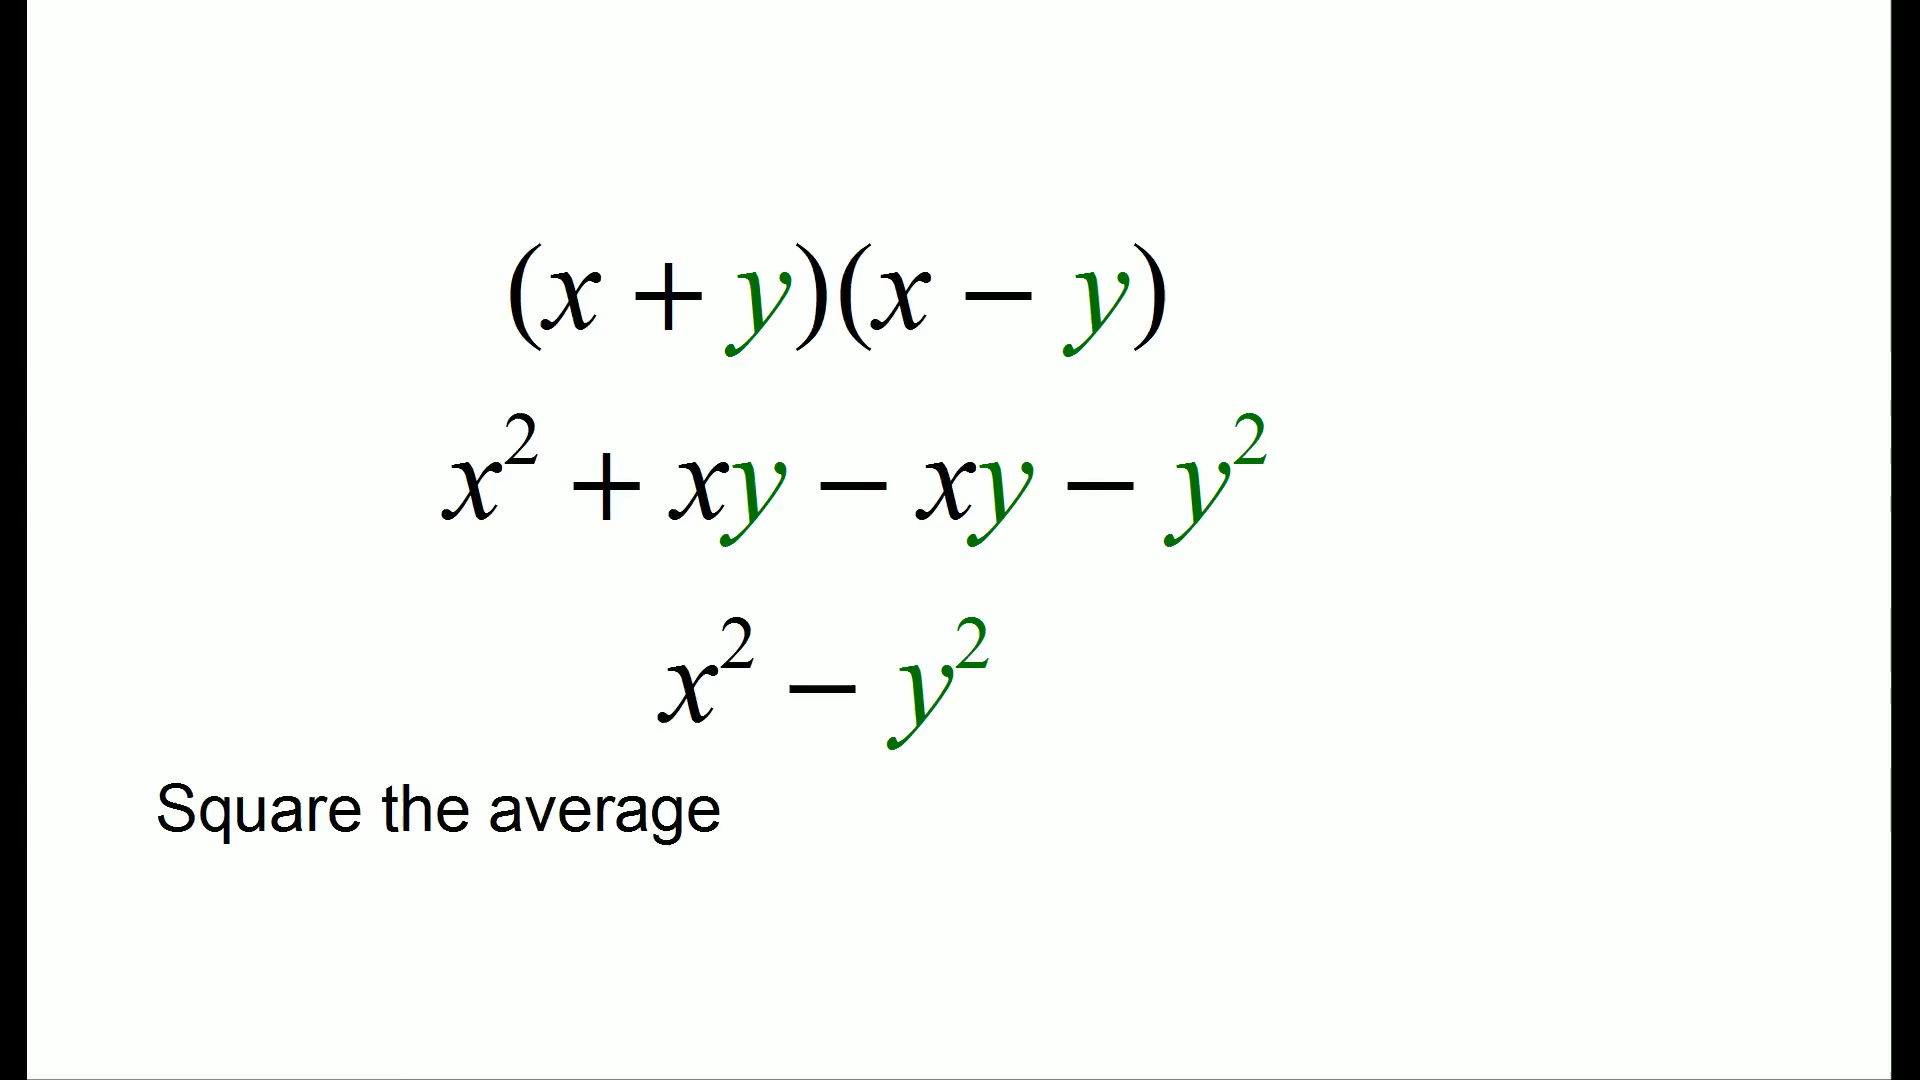 (x + y)(x − y)
x² + xy − xy − y²
x² − y²
Square the average